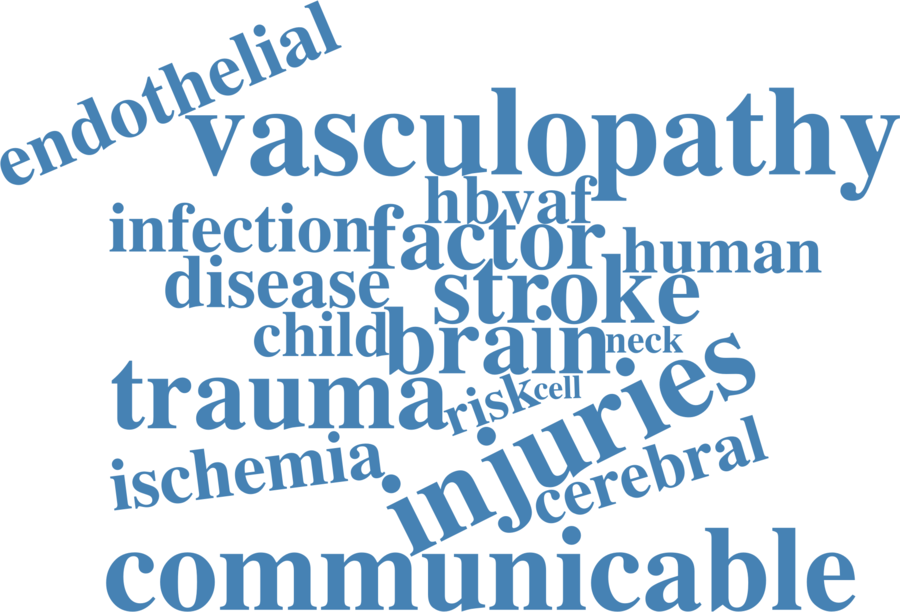 endothelial
vasculopathy
hbvaf
infection
factor
human
disease
stroke
child
brain
neck
trauma
risk
cell
injuries
ischemia
cerebral
communicable